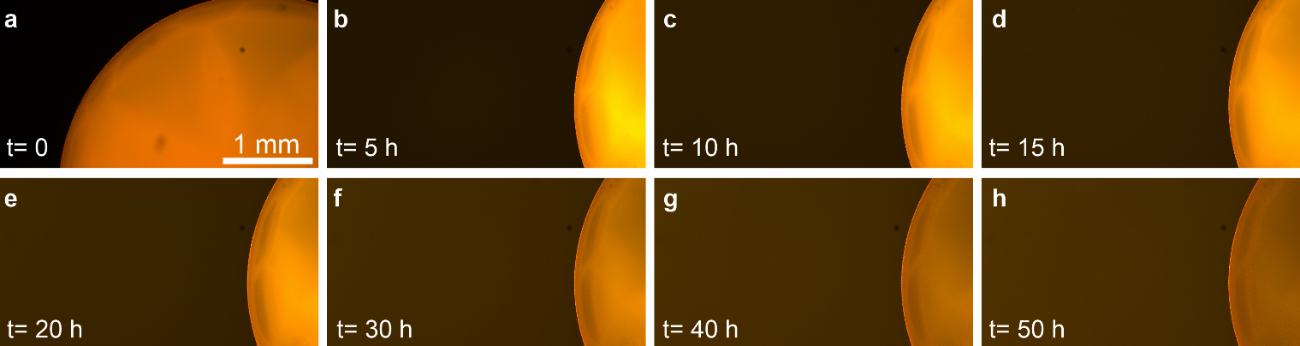 a
t= 0
1 mm
b
t= 5 h
c
t= 10 h
d
t= 15 h
e
t= 20 h
f
t= 30 h
g
t= 40 h
h
t= 50 h